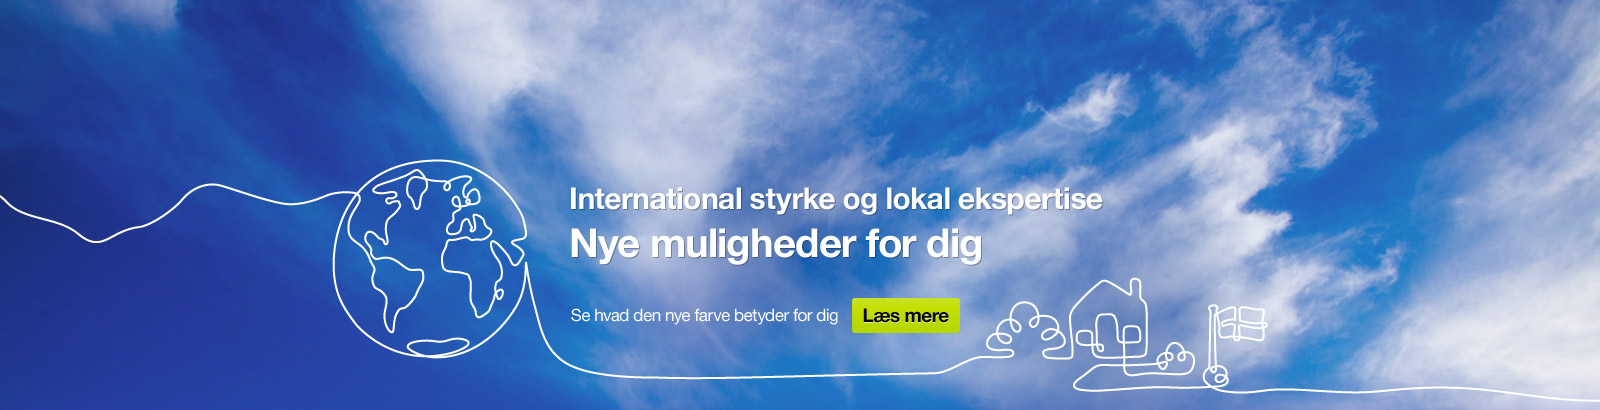 International styrke og lokal ekspertise
Nye muligheder for dig
Se hvad den nye farve betyder for dig Læs mere